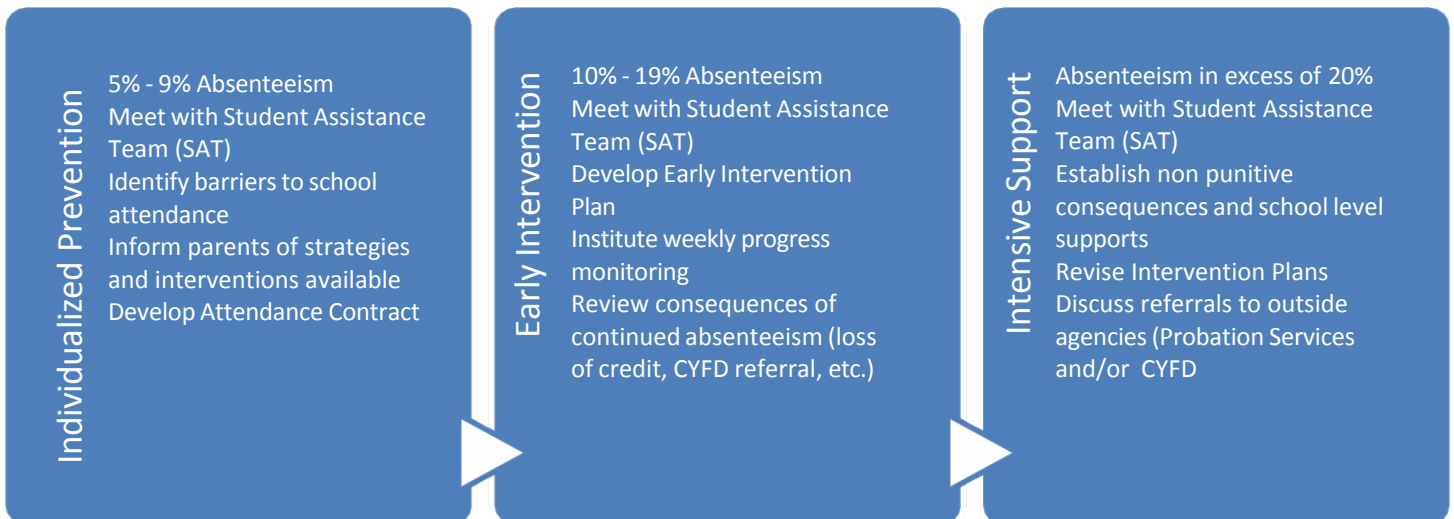 Individualized Prevention
5% - 9% Absenteeism
Meet with Student Assistance
Team (SAT)
Identify barriers to school
attendance
Inform parents of strategies
and interventions available
Develop Attendance Contract
Early Intervention
10% - 19% Absenteeism
Meet with Student Assistance
Team (SAT)
Develop Early Intervention
Plan
Institute weekly progress
monitoring
Review consequences of
continued absenteeism (loss
of credit, CYFD referral, etc.)
Intensive Support
Absenteeism in excess of 20%
Meet with Student Assistance
Team (SAT)
Establish non punitive
consequences and school level
supports
Revise Intervention Plans
Discuss referrals to outside
agencies (Probation Services
and/or CYFD